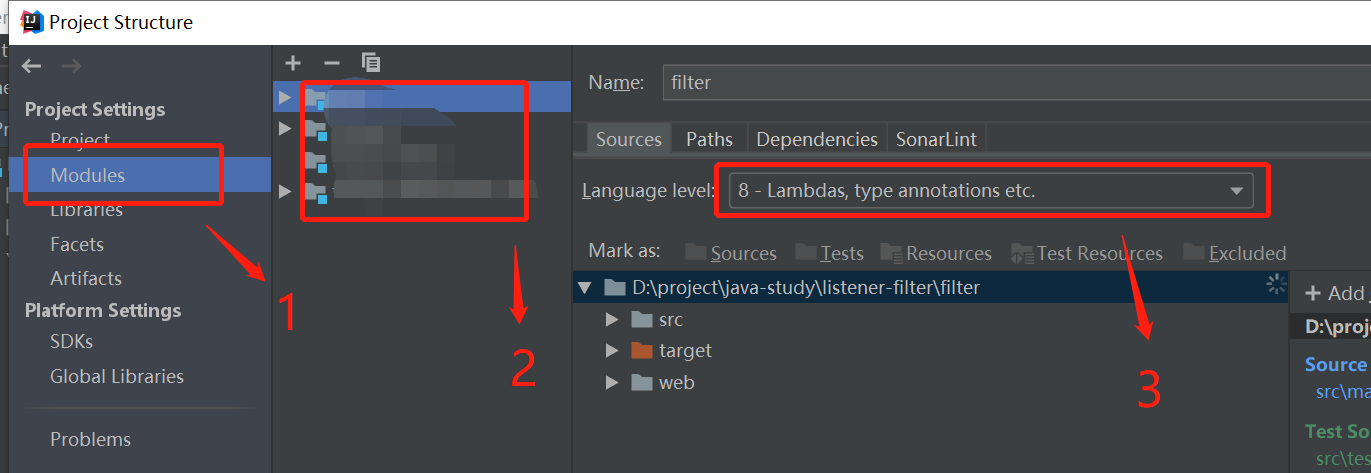 Project Structure
Project Settings
Project
Modules
Libraries
Facets
Artifacts
Platform Settings
SDKs
Global Libraries
Problems
1
2
Name: filter
Sources Paths Dependencies SonarLint
Language level: 8 - Lambdas, type annotations etc.
Mark as: Sources Tests Resources Test Resources Excluded
D:\project\java-study\listener-filter\filter
src
target
web
3
+ Add
D:\proj
Source
src\ma
Test So
src\tes